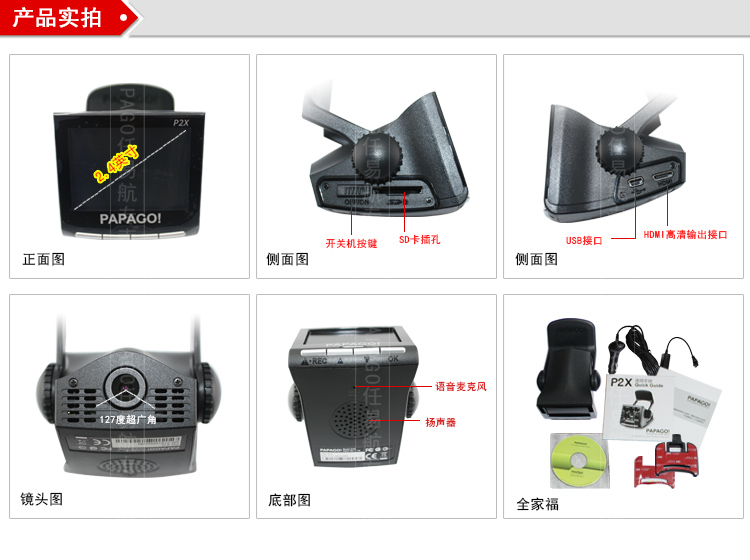 产品实拍
P2X
2.4英寸
PAPAGO!
正面图
OFF/ON
开关机按键
SD卡插孔
侧面图
HDMI
USB接口
HDMI高清输出接口
侧面图
127度超广角
镜头图
REC
OK
语音麦克风
扬声器
PAPAGO!
底部图
P2X
Quick Guide
PAPAGO!
全家福